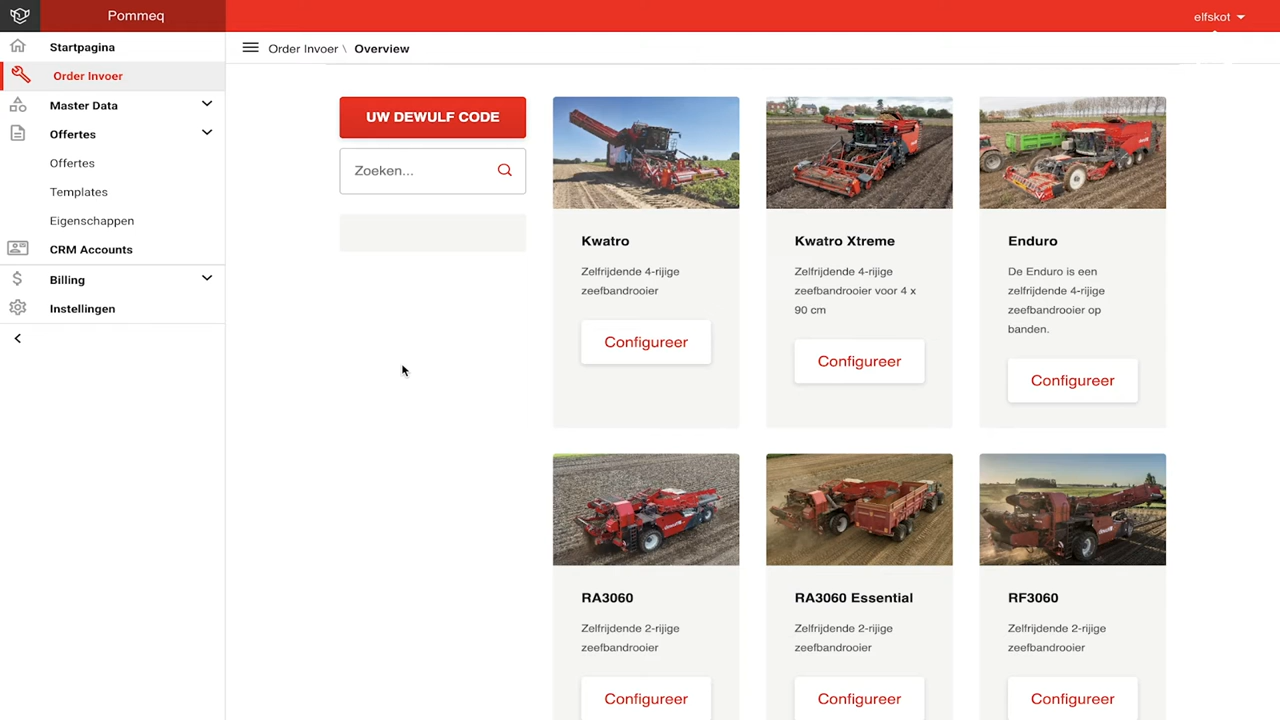 Pommeq
elfskot
Startpagina
Order Invoer \ Overview
Order Invoer
Master Data
Offertes
Offertes
Templates
Eigenschappen
CRM Accounts
Billing
Instellingen
UW DEWULF CODE
Zoeken...
Kwatro
Zelfrijdende 4-rijige
zeefbandrooier
Configureer
Kwatro Xtreme
Zelfrijdende 4-rijige
zeefbandrooier voor 4 x
90 cm
Configureer
Enduro
De Enduro is een
zelfrijdende 4-rijige
zeefbandrooier op
banden.
Configureer
RA3060
Zelfrijdende 2-rijige
zeefbandrooier
Configureer
RA3060 Essential
Zelfrijdende 2-rijige
zeefbandrooier
Configureer
RF3060
Zelfrijdende 2-rijige
zeefbandrooier
Configureer